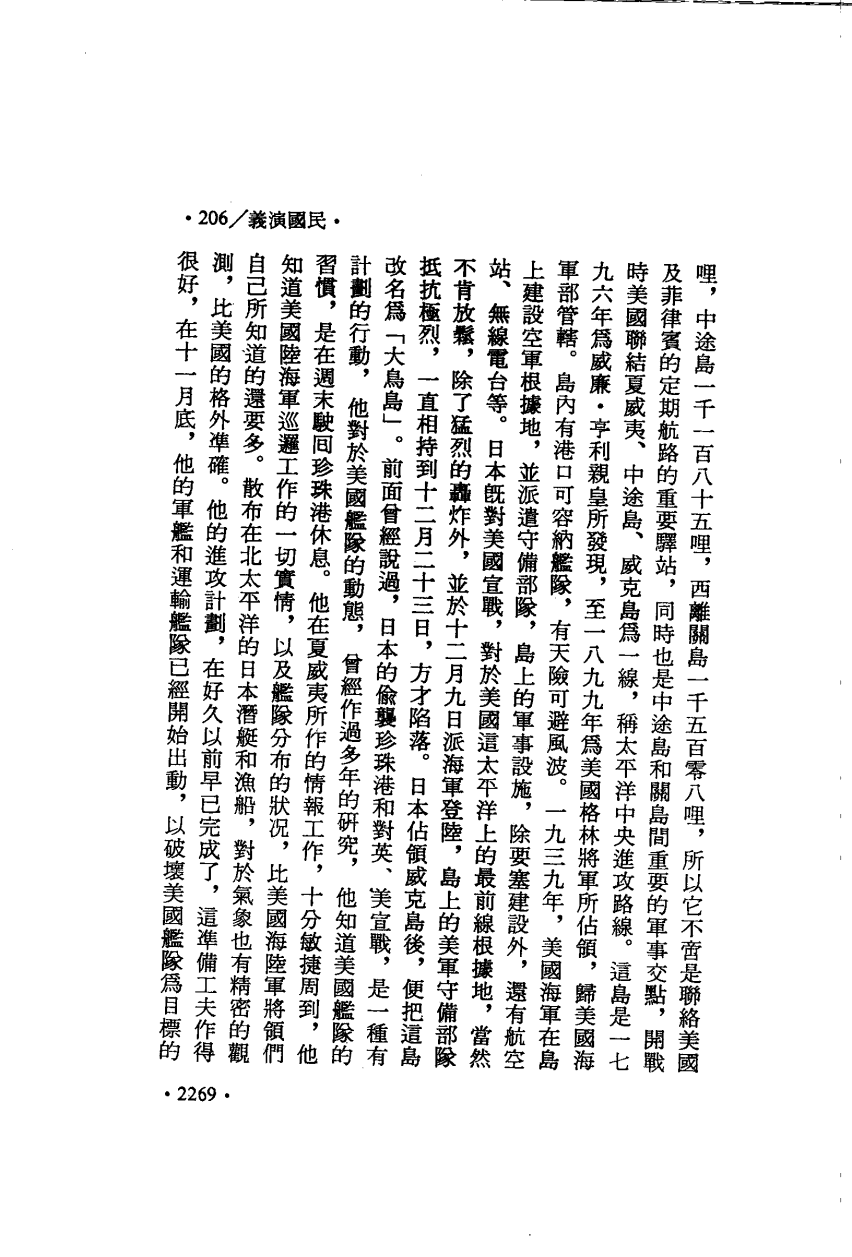 ・206／義演國民・
哩，中途島一千一百八十五哩，西離關島一千五百零八哩，所以它不啻是聯絡美國
及菲律賓的定期航路的重要驛站，同時也是中途島和關島間重要的軍事交點，開戰
時美國聯結夏威夷、中途島、威克島爲一線，稱太平洋中央進攻路線。這島是一七
九六年爲威廉・亨利親皇所發現，至一八九九年爲美國格林將軍所佔領，歸美國海
軍部管轄。島內有港口可容納艦隊，有天險可避風波。一九三九年，美國海軍在島
上建設空軍根據地，並派遣守備部隊，島上的軍事設施，除要塞建設外，還有航空
站、無線電台等。日本旣對美國宣戰，對於美國這太平洋上的最前線根據地，當然
不肯放鬆，除了猛烈的轟炸外，並於十二月九日派海軍登陸，島上的美軍守備部隊
抵抗極烈，一直相持到十二月二十三日，方才陷落。日本佔領威克島後，便把這島
改名爲「大鳥島」。前面曾經說過，日本的偸襲珍珠港和對英、美宣戰，是一種有
計劃的行動，他對於美國艦隊的動態，曾經作過多年的硏究，他知道美國艦隊的
習慣，是在週末駛囘珍珠港休息。他在夏威夷所作的情報工作，十分敏捷周到，他
知道美國陸海軍巡邏工作的一切實情，以及艦隊分布的狀況，比美國海陸軍將領們
自己所知道的還要多。散布在北太平洋的日本潛艇和漁船，對於氣象也有精密的觀
測，比美國的格外準確。他的進攻計劃，在好久以前早已完成了，這準備工夫作得
很好，在十一月底，他的軍艦和運輸艦隊已經開始出動，以破壞美國艦隊爲目標的
・2269・